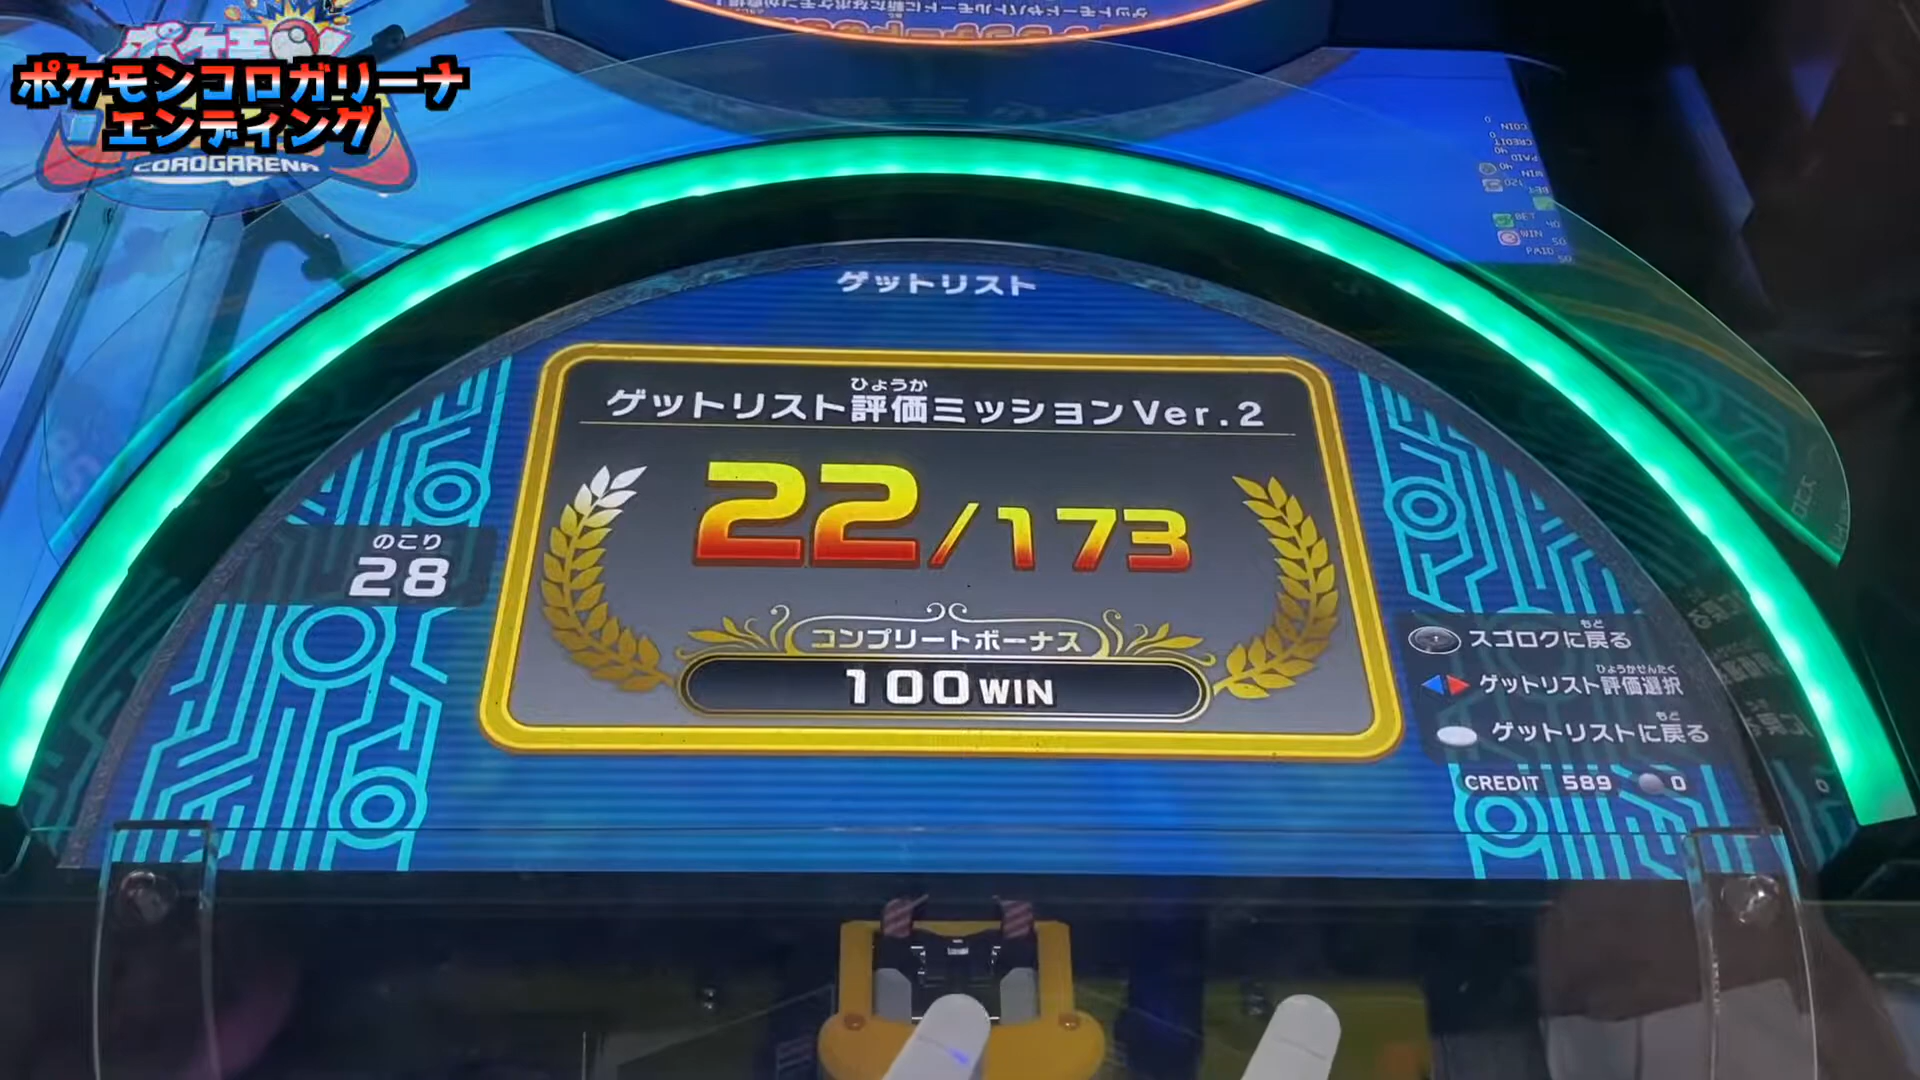 ポケモン
ポケモンコロガリーナ
エンディング
COROGARENA
ゲットリスト
ひょうか
ゲットリスト評価ミッションVer.2
22/173
のこり
28
コンプリートボーナス
100WIN
もど
スゴロクに戻る
ひょうかせんたく
ゲットリスト評価選択
もど
ゲットリストに戻る
CREDIT 589 0